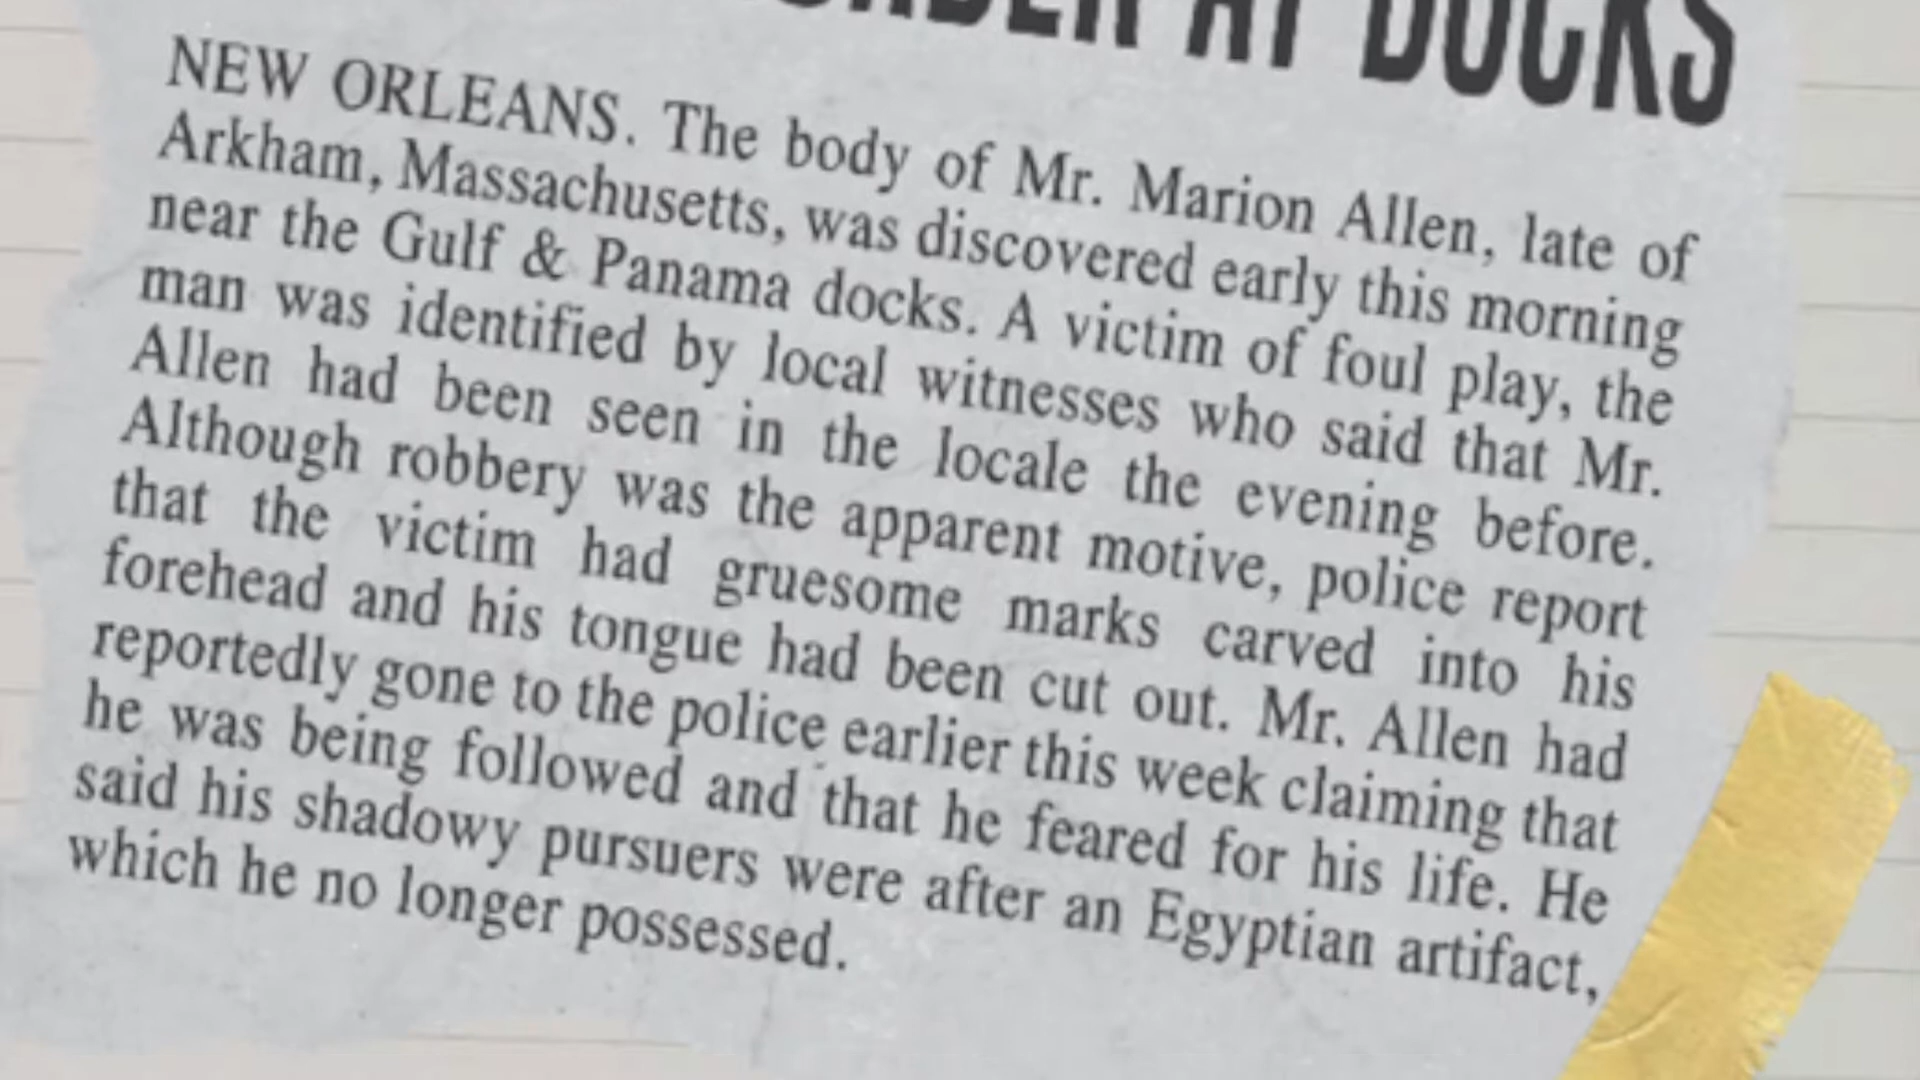 AT DOCKS
NEW ORLEANS. The body of Mr. Marion Allen, late of
Arkham, Massachusetts, was discovered early this morning
near the Gulf & Panama docks. A victim of foul play, the
man was identified by local witnesses who said that Mr.
Allen had been seen in the locale the evening before.
Although robbery was the apparent motive, police report
that the victim had gruesome marks carved into his
forehead and his tongue had been cut out. Mr. Allen had
reportedly gone to the police earlier this week claiming that
he was being followed and that he feared for his life. He
said his shadowy pursuers were after an Egyptian artifact,
which he no longer possessed.